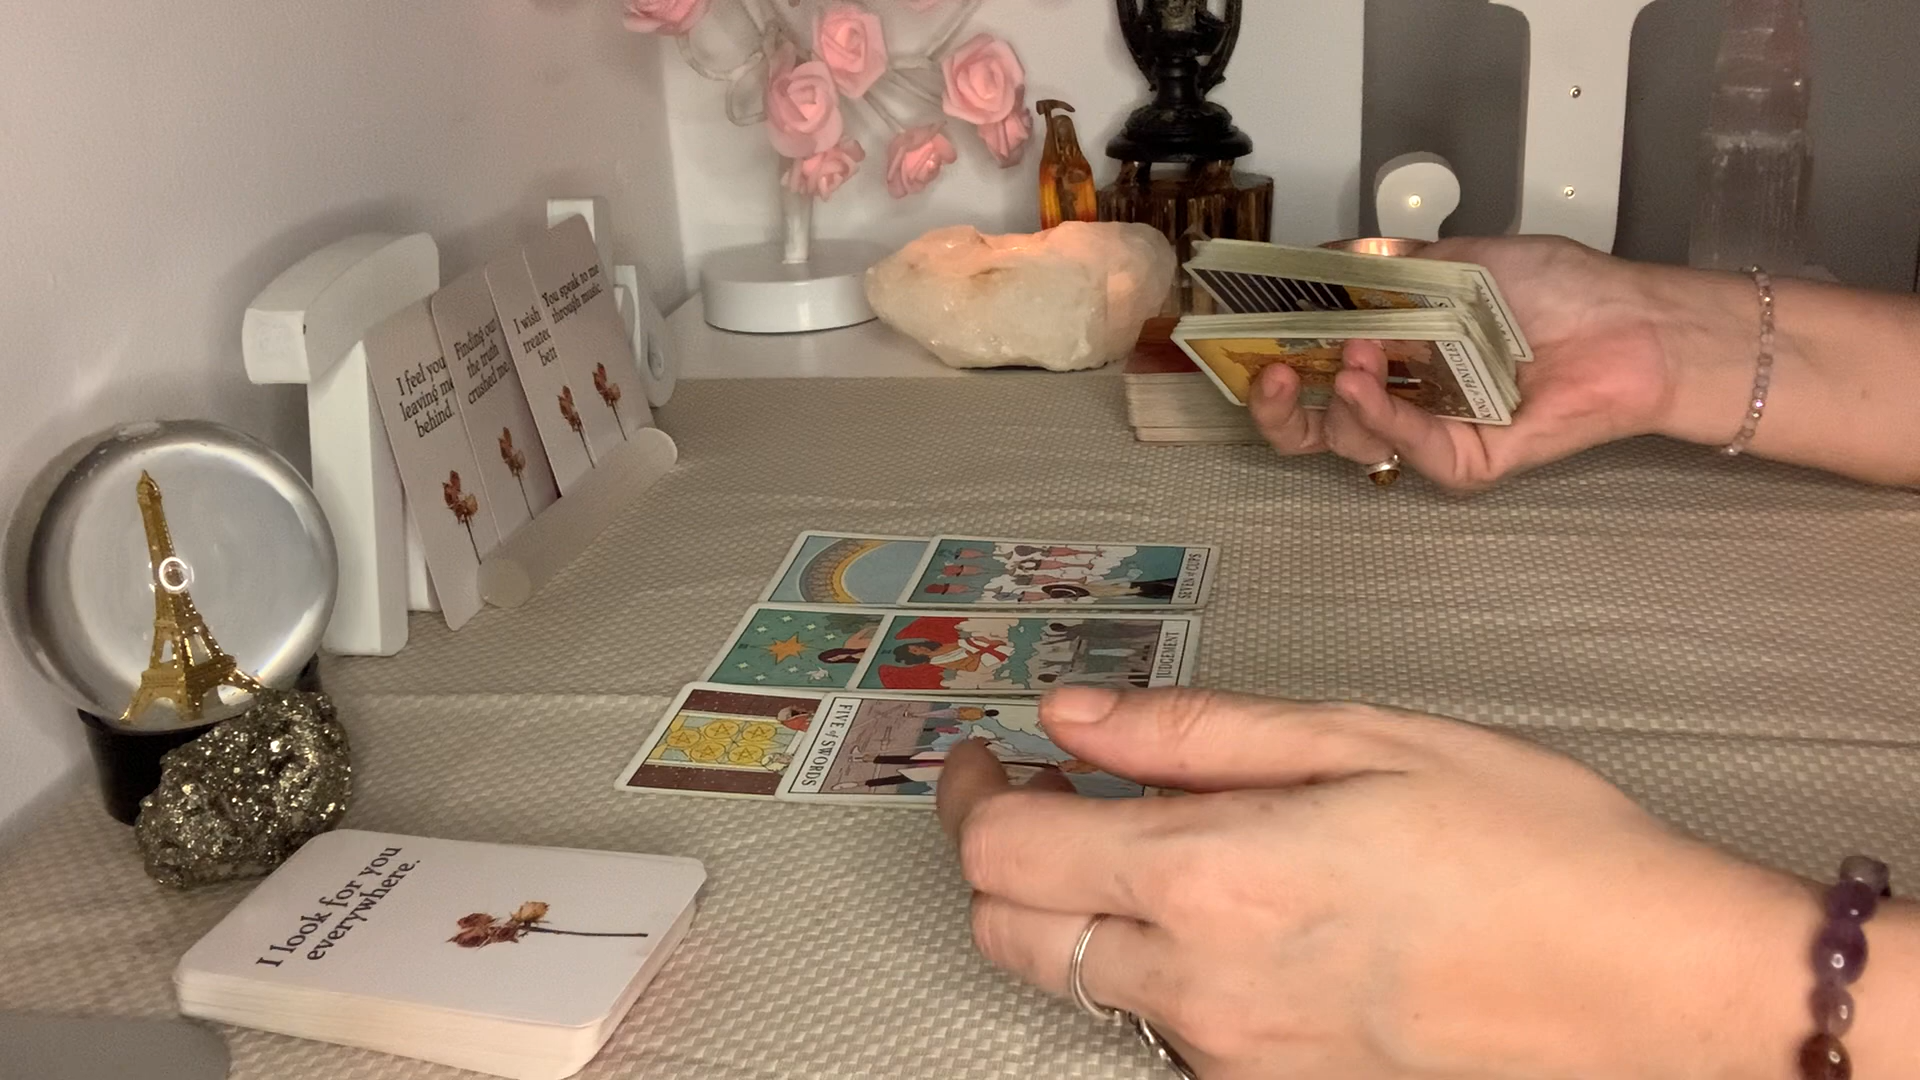 I feel you
leaving me
behind.
Finding out
the truth
crushed me.
I wish
treated
bett
You speak to me
through music.
KING of PENTACLES
SEVEN of CUPS
JUDGEMENT
FIVE of SWORDS
I look for you
everywhere.